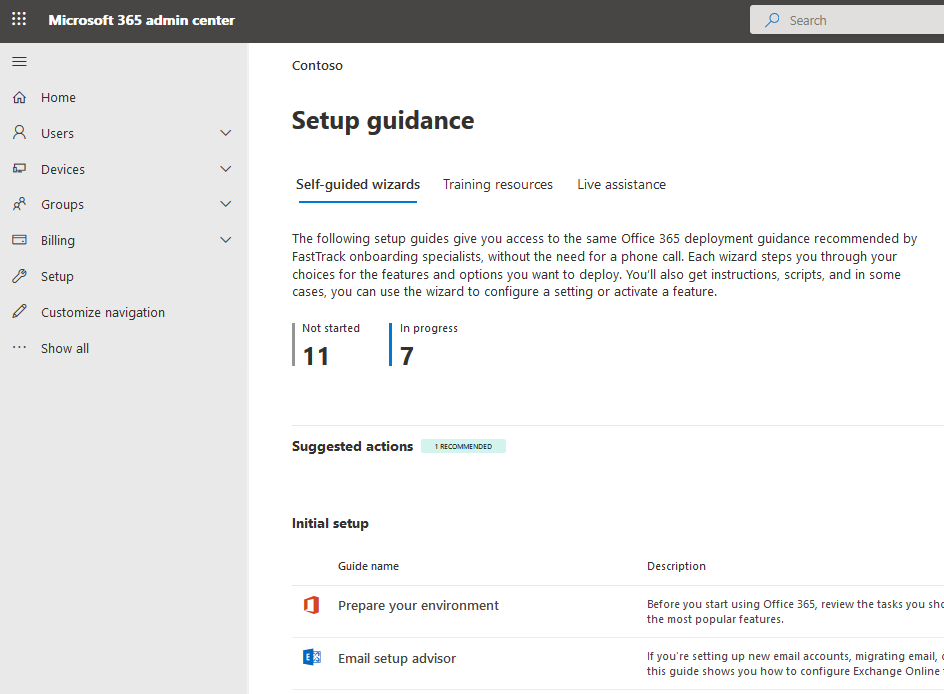 Microsoft 365 admin center
Search
Home
Users
Devices
Groups
Billing
Setup
Customize navigation
Show all
Contoso
Setup guidance
Self-guided wizards Training resources Live assistance
The following setup guides give you access to the same Office 365 deployment guidance recommended by
FastTrack onboarding specialists, without the need for a phone call. Each wizard steps you through your
choices for the features and options you want to deploy. You'll also get instructions, scripts, and in some
cases, you can use the wizard to configure a setting or activate a feature.
Not started In progress
11 7
Suggested actions 1 RECOMMENDED
Initial setup
Guide name Description
Prepare your environment
Before you start using Office 365, review the tasks you
the most popular features.
Email setup advisor
If you're setting up new email accounts, migrating email,
this guide shows you how to configure Exchange Online